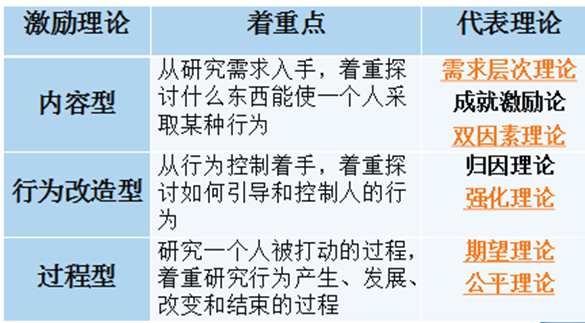 激励理论 着重点 代表理论
内容型
从研究需求入手，着重探
讨什么东西能使一个人采
取某种行为
需求层次理论
成就激励论
双因素理论
行为改造型
从行为控制着手，着重探
讨如何引导和控制人的行
为
归因理论
强化理论
过程型
研究一个人被打动的过程，
着重研究行为产生、发展、
改变和结束的过程
期望理论
公平理论